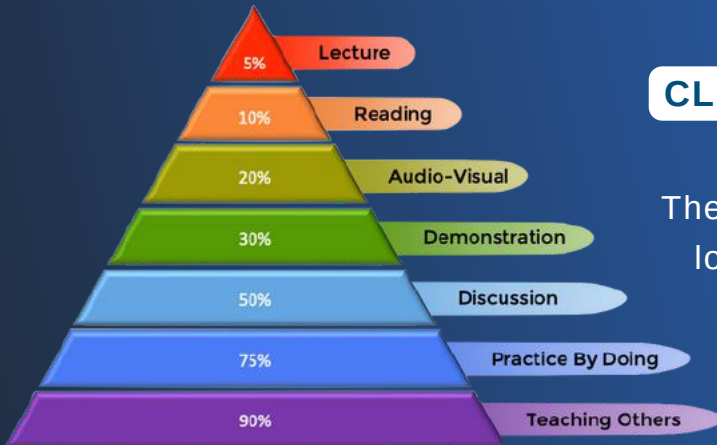 5% Lecture
10% Reading
20% Audio-Visual
30% Demonstration
50% Discussion
75% Practice By Doing
90% Teaching Others
CL
The